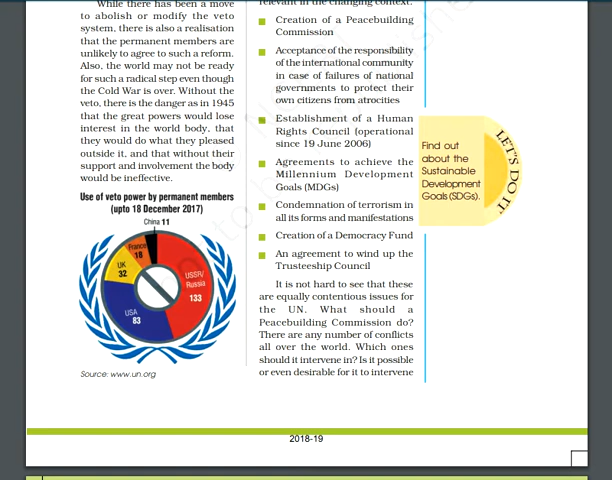 While there has been a move
to abolish or modify the veto
system, there is also a realisation
that the permanent members are
unlikely to agree to such a reform.
Also, the world may not be ready
for such a radical step even though
the Cold War is over. Without the
veto, there is the danger as in 1945
that the great powers would lose
interest in the world body, that
they would do what they pleased
outside it, and that without their
support and involvement the body
would be ineffective.
Use of veto power by permanent members
(upto 18 December 2017)
China 11
France
18
UK
32
USSR/
Russia
133
USA
83
Source: www.un.org
relevant in the changing context.
Creation of a Peacebuilding
Commission
Acceptance of the responsibility
of the international community
in case of failures of national
governments to protect their
own citizens from atrocities
Establishment of a Human
Rights Council (operational
since 19 June 2006)
Agreements to achieve the
Millennium Development
Goals (MDGs)
Condemnation of terrorism in
all its forms and manifestations
Creation of a Democracy Fund
An agreement to wind up the
Trusteeship Council
It is not hard to see that these
are equally contentious issues for
the UN. What should a
Peacebuilding Commission do?
There are any number of conflicts
all over the world. Which ones
should it intervene in? Is it possible
or even desirable for it to intervene
Find out
about the
Sustainable
Development
Goals (SDGs).
LET'S DO IT
2018-19